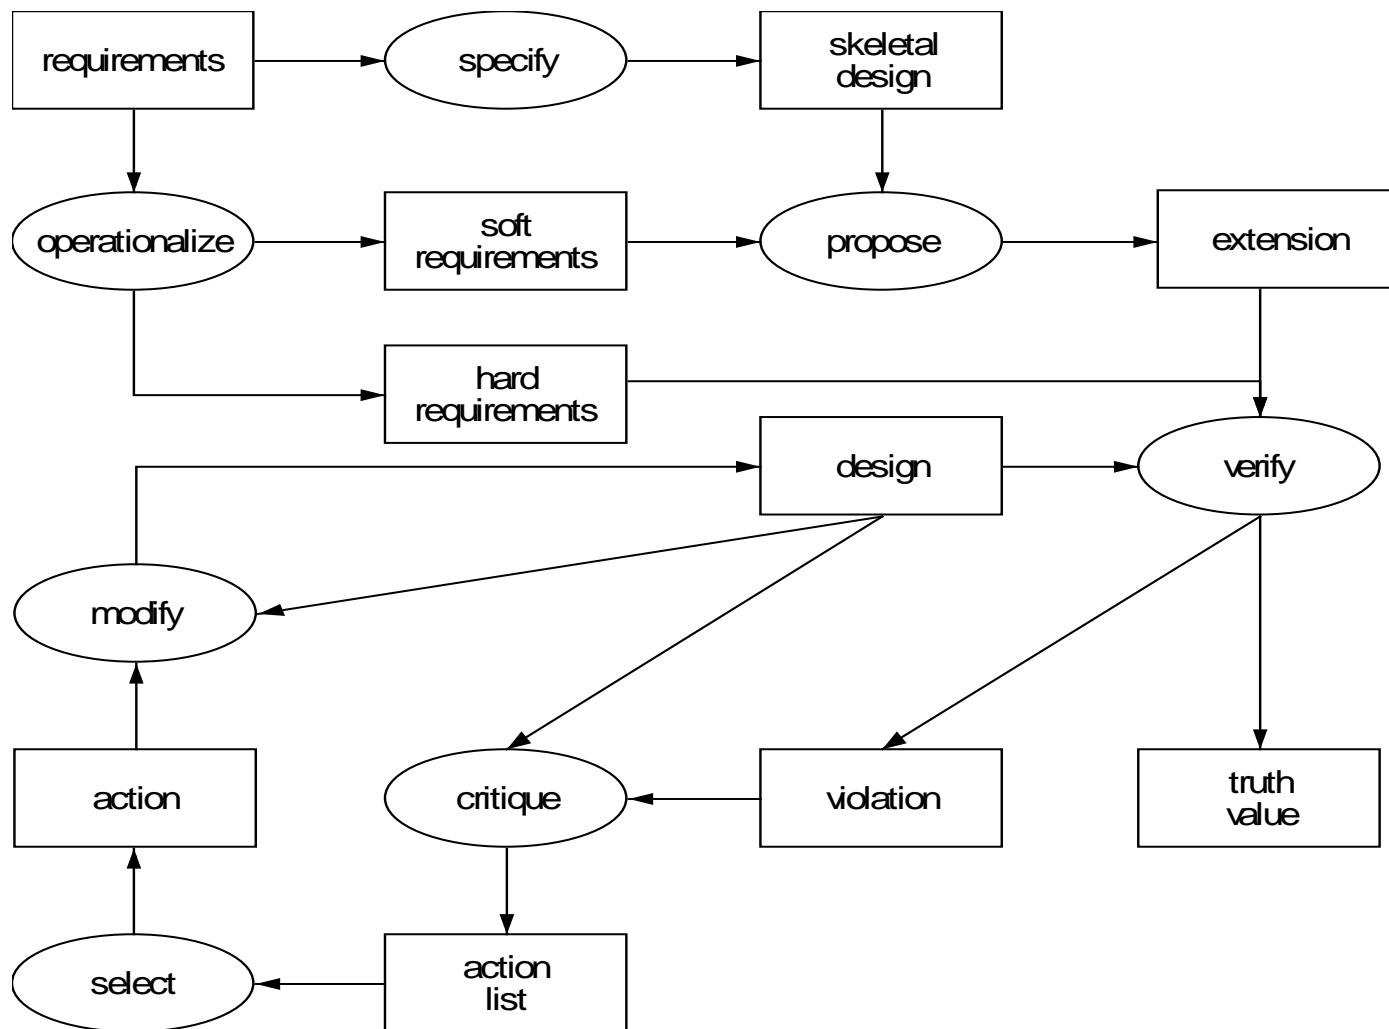 requirements
specify
skeletal
design
operationalize
soft
requirements
propose
extension
hard
requirements
design
verify
modify
action
critique
violation
truth
value
select
action
list